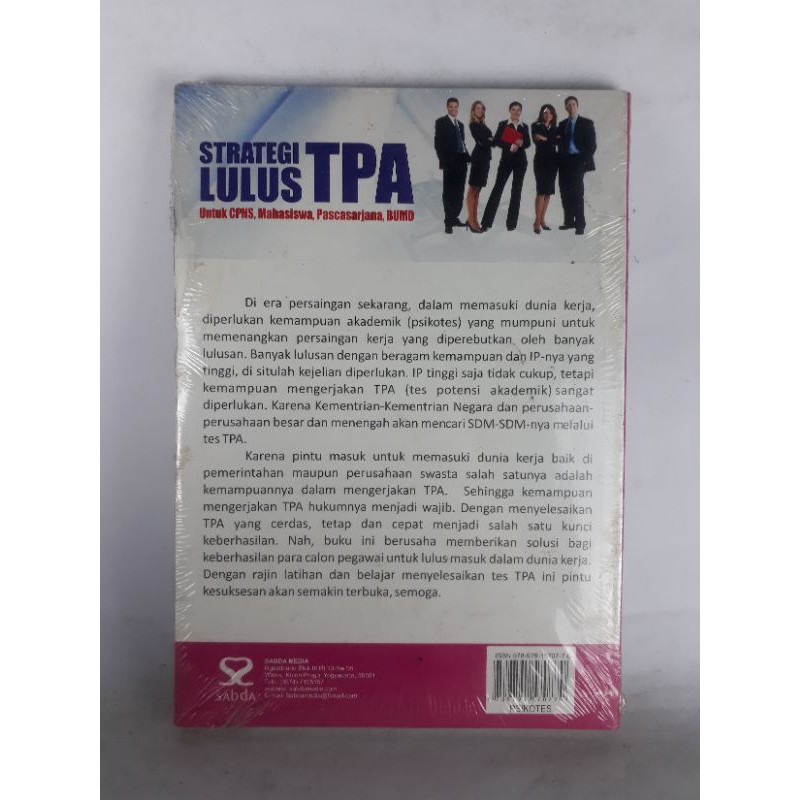 STRATEGI
LULUS TPA
Untuk CPNS, Mahasiswa, Pascasarjana, BUMD
Di era persaingan sekarang, dalam memasuki dunia kerja,
diperlukan kemampuan akademik (psikotes) yang mumpuni untuk
memenangkan persaingan kerja yang diperebutkan oleh banyak
lulusan. Banyak lulusan dengan beragam kemampuan dan IP-nya yang
tinggi, di situlah kejelian diperlukan. IP tinggi saja tidak cukup, tetapi
kemampuan mengerjakan TPA (tes potensi akademik) sangat
diperlukan. Karena Kementrian-Kementrian Negara dan perusahaan-
perusahaan besar dan menengah akan mencari SDM-SDM-nya melalui
tes TPA.
Karena pintu masuk untuk memasuki dunia kerja baik di
pemerintahan maupun perusahaan swasta salah satunya adalah
kemampuannya dalam mengerjakan TPA. Sehingga kemampuan
mengerjakan TPA hukumnya menjadi wajib. Dengan menyelesaikan
TPA yang cerdas, tetap dan cepat menjadi salah satu kunci
keberhasilan. Nah, buku ini berusaha memberikan solusi bagi
keberhasilan para calon pegawai untuk lulus masuk dalam dunia kerja.
Dengan rajin latihan dan belajar menyelesaikan tes TPA ini pintu
kesuksesan akan semakin terbuka, semoga.
SABDA
SABDA MEDIA
Yogyakarta,
ISBN
PSIKOTES